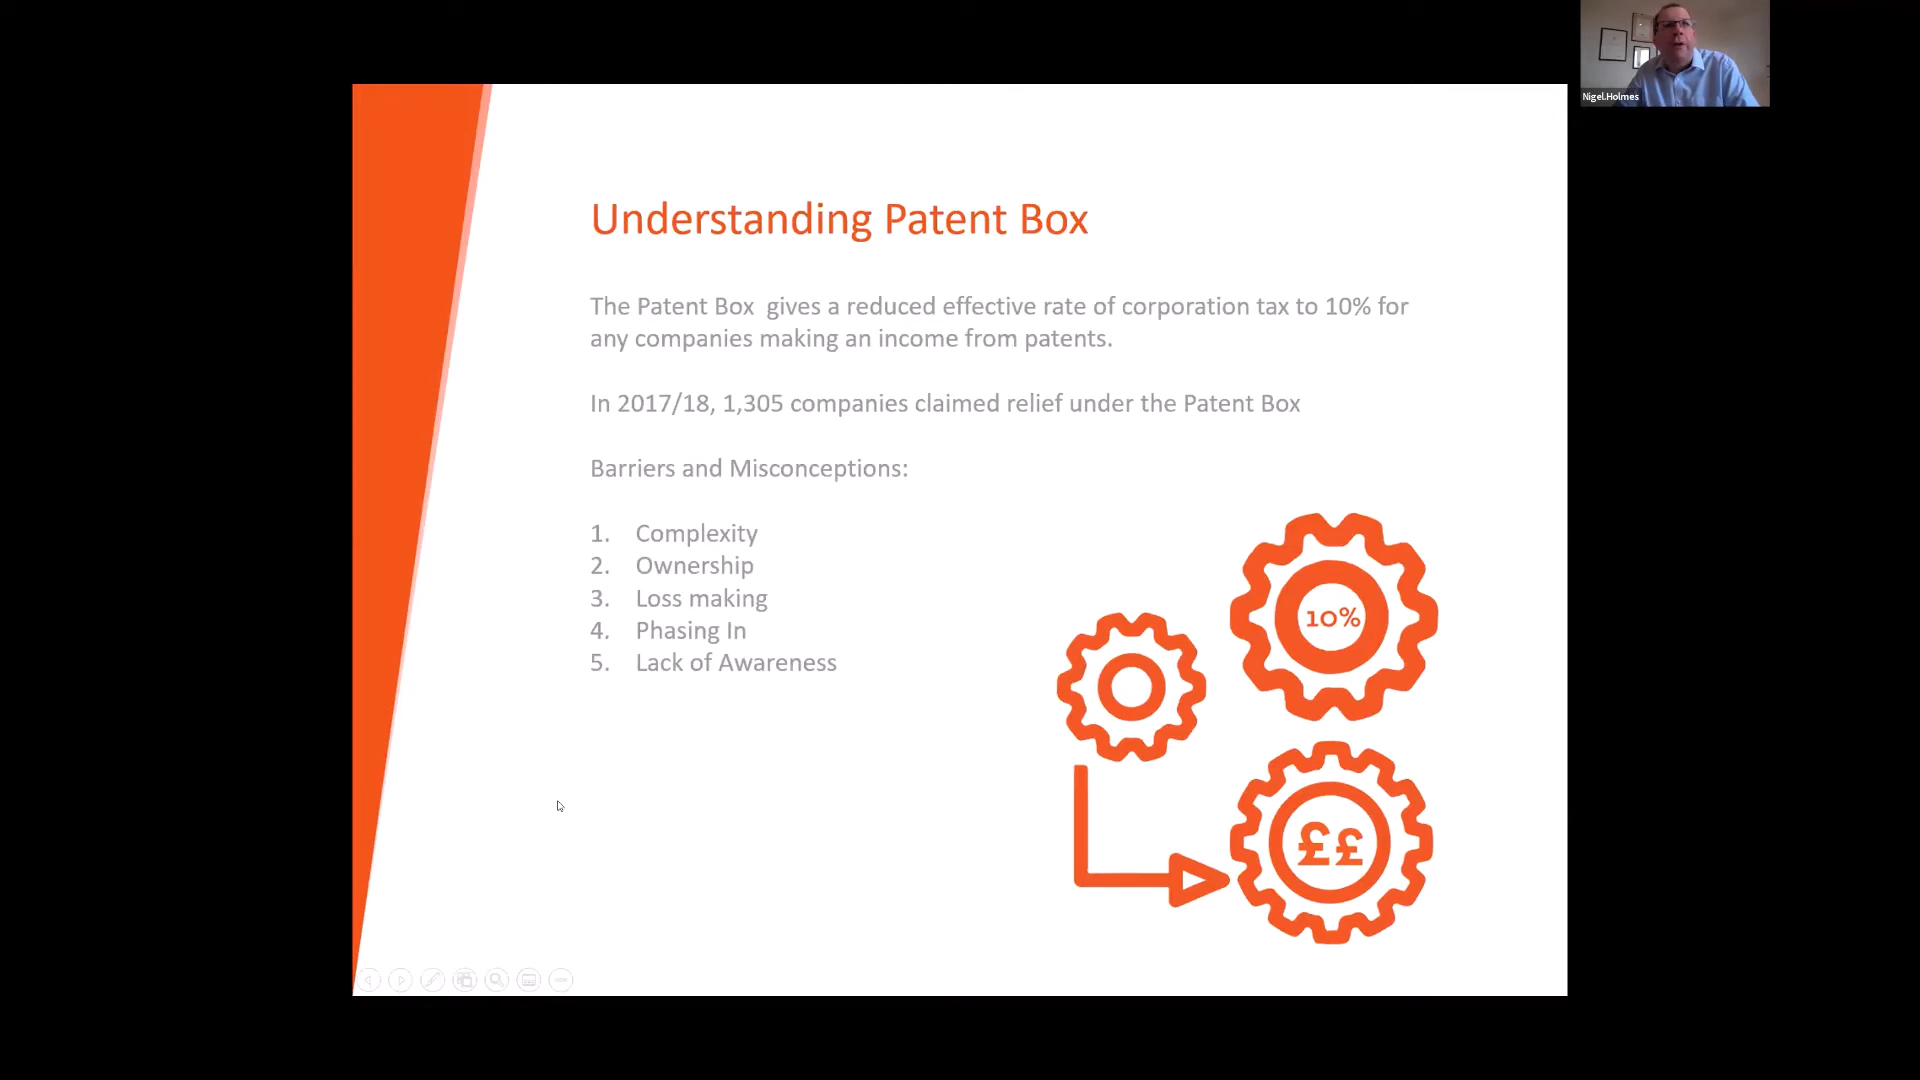 Nigel.Holmes
Understanding Patent Box
The Patent Box  gives a reduced effective rate of corporation tax to 10% for
any companies making an income from patents.
In 2017/18, 1,305 companies claimed relief under the Patent Box
Barriers and Misconceptions:
1. Complexity
2. Ownership
3. Loss making
4. Phasing In
5. Lack of Awareness
10%
££